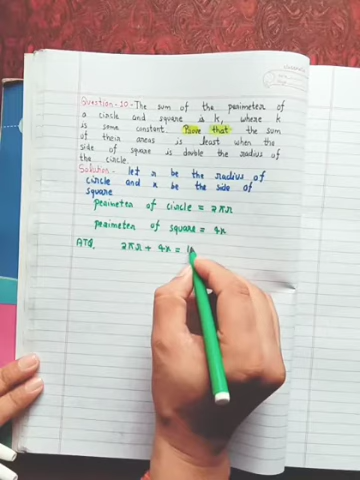 Question-10- The sum of the perimeter of
a circle and square is k, where k
is some constant. Prove that the sum
of their areas is least when the
side of square is double the radius of
the circle.
Solution- let r be the radius of
circle and x be the side of
square
perimeter of circle = 2πr
perimeter of square = 4x
ATQ, 2πr + 4x = k